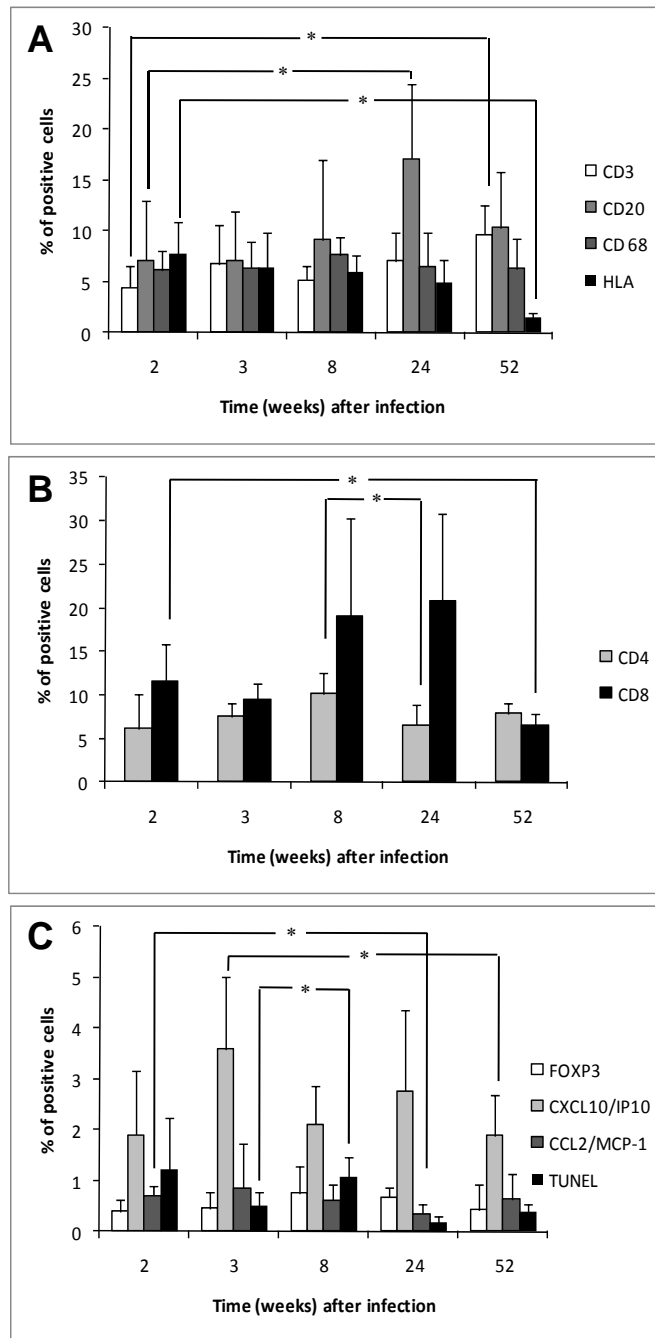 A
% of positive cells
30
25
20
15
10
5
0
*
*
*
2 3 8 24 52
Time (weeks) after infection
CD3
CD20
CD 68
HLA
B
% of positive cells
35
30
25
20
15
10
5
0
*
*
2 3 8 24 52
Time (weeks) after infection
CD4
CD8
C
% of positive cells
6
5
4
3
2
1
0
*
*
*
2 3 8 24 52
Time (weeks) after infection
FOXP3
CXCL10/IP10
CCL2/MCP-1
TUNEL